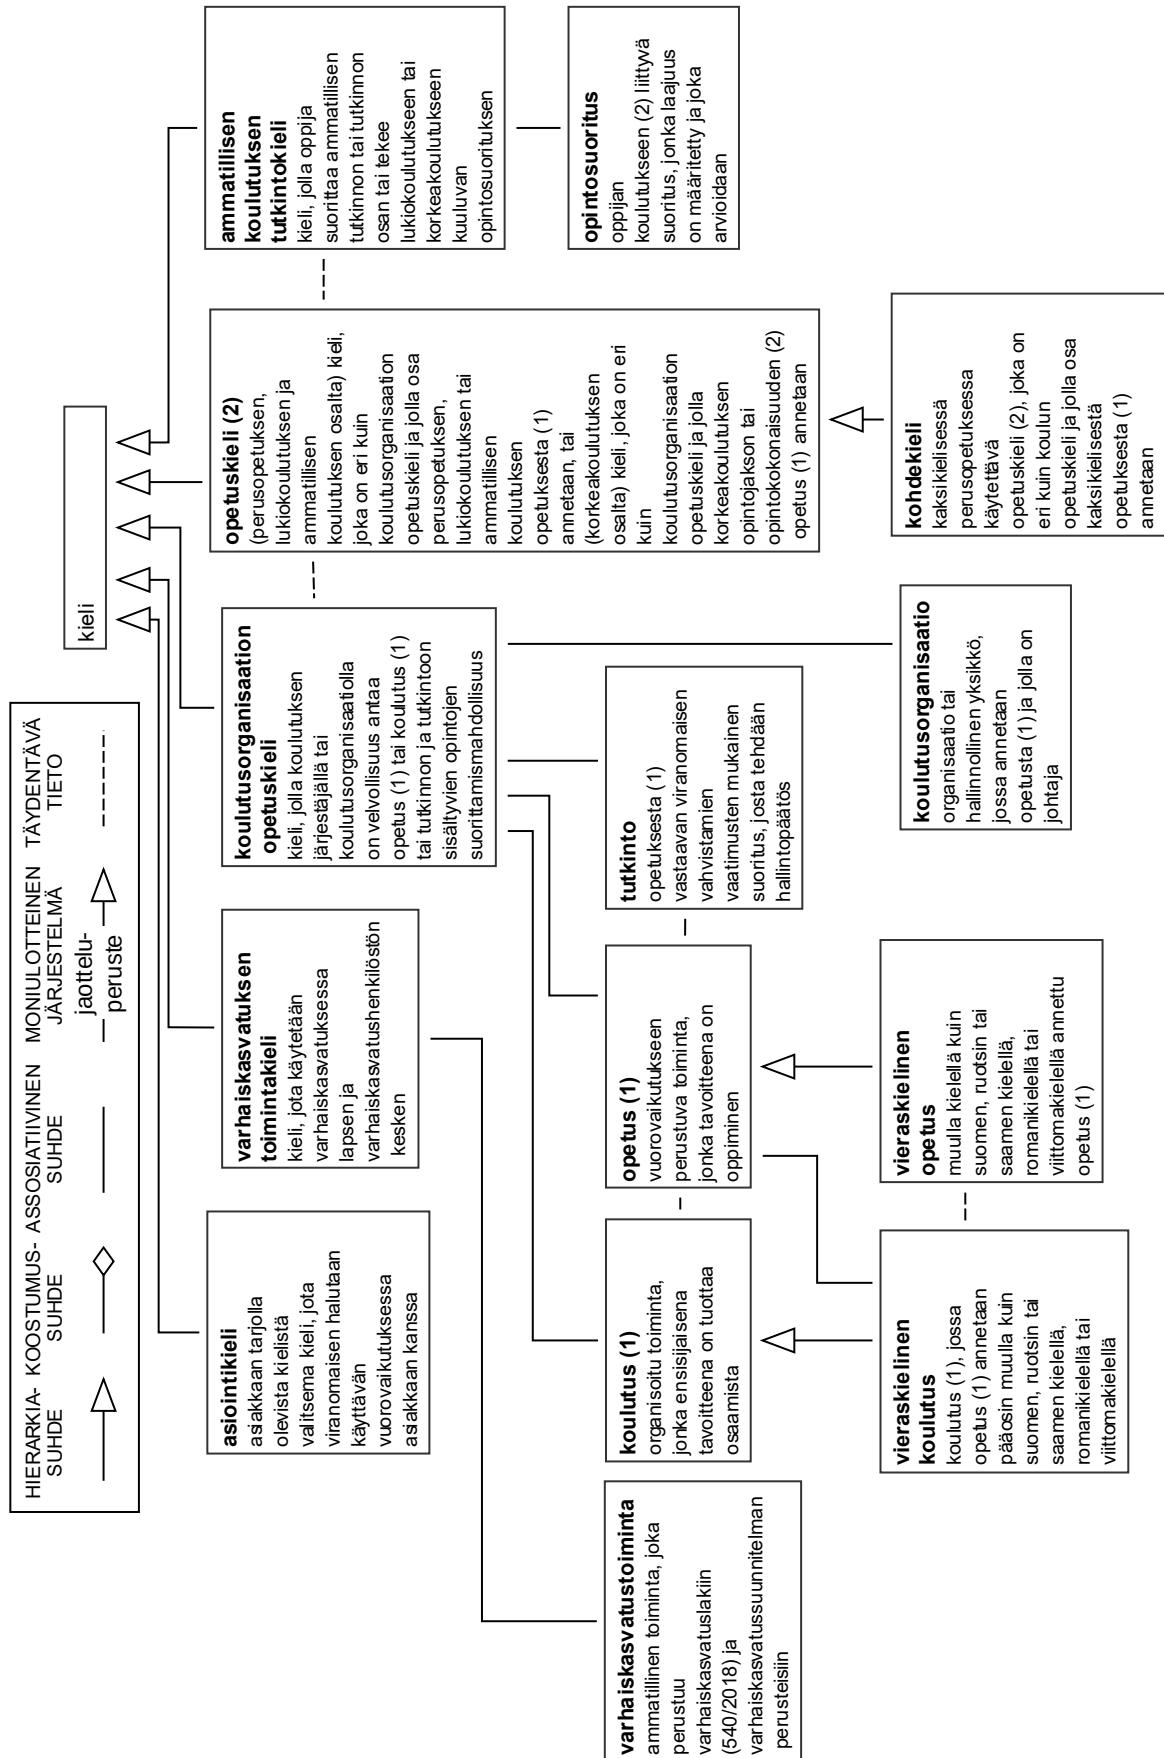 HIERARKIA-
SUHDE
KOOSTUMUS-
SUHDE
ASSOSIATIIVINEN
SUHDE
MONIULOTTEINEN
JÄRJESTELMÄ
jaottelu-
peruste
TÄYDENTÄVÄ
TIETO
kieli
asiointikieli
asiakkaan tarjolla
olevista kielistä
valitsema kieli, jota
viranomaisen halutaan
käyttävän
vuorovaikutuksessa
asiakkaan kanssa
varhaiskasvatuksen
toimintakieli
kieli, jota käytetään
varhaiskasvatuksessa
lapsen ja
varhaiskasvatushenkilöstön
kesken
koulutusorganisaation
opetuskieli
kieli, jolla koulutuksen
järjestäjällä tai
koulutusorganisaatiolla
on velvollisuus antaa
opetus (1) tai koulutus (1)
tai tutkinnon ja tutkintoon
sisältyvien opintojen
suorittamismahdollisuus
opetuskieli (2)
(perusopetuksen,
lukiokoulutuksen ja
ammatillisen
koulutuksen osalta) kieli,
joka on eri kuin
koulutusorganisaation
opetuskieli ja jolla osa
perusopetuksen,
lukiokoulutuksen tai
ammatillisen
koulutuksen
opetuksesta (1)
annetaan, tai
(korkeakoulutuksen
osalta) kieli, joka on eri
kuin
koulutusorganisaation
opetuskieli ja jolla
korkeakoulutuksen
opintojakson tai
opintokokonaisuuden (2)
opetus (1) annetaan
ammatillisen
koulutuksen
tutkintokieli
kieli, jolla oppija
suorittaa ammatillisen
tutkinnon tai tutkinnon
osan tai tekee
lukiokoulutukseen tai
korkeakoulutukseen
kuuluvan
opintosuorituksen
varhaiskasvatustoiminta
ammatillinen toiminta, joka
perustuu
varhaiskasvatuslakiin
(540/2018) ja
varhaiskasvatussuunnitelman
perusteisiin
koulutus (1)
organisoitu toiminta,
jonka ensisijaisena
tavoitteena on tuottaa
osaamista
opetus (1)
vuorovaikutukseen
perustuva toiminta,
jonka tavoitteena on
oppiminen
tutkinto
opetuksesta (1)
vastaavan viranomaisen
vahvistamien
vaatimusten mukainen
suoritus, josta tehdään
hallintopäätös
opintosuoritus
oppijan
koulutukseen (2) liittyvä
suoritus, jonka laajuus
on määritetty ja joka
arvioidaan
vieraskielinen
koulutus
koulutus (1), jossa
opetus (1) annetaan
pääosin muulla kuin
suomen, ruotsin tai
saamen kielellä,
romanikielellä tai
viittomakielellä
vieraskielinen
opetus
muulla kielellä kuin
suomen, ruotsin tai
saamen kielellä,
romanikielellä tai
viittomakielellä annettu
opetus (1)
koulutusorganisaatio
organisaatio tai
hallinnollinen yksikkö,
jossa annetaan
opetusta (1) ja jolla on
johtaja
kohdekieli
kaksikielisessä
perusopetuksessa
käytettävä
opetuskieli (2), joka on
eri kuin koulun
opetuskieli ja jolla osa
kaksikielisestä
opetuksesta (1)
annetaan